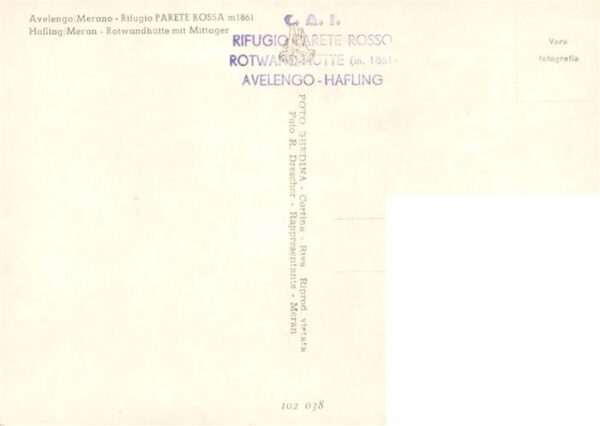 Avelengo/Merano - Rifugio PARETE ROSSA m1861
Hafling/Meran - Rotwandhütte mit Mittager
C. A. I.
RIFUGIO PARETE ROSSO
ROTWANDHÜTTE (m. 1861)
AVELENGO - HAFLING
Vera
fotografia
FOTO GHEDINA - Cortina - Riva Riprod. vietata
Foto R. Drescher - Rappresentante - Meran
102 038